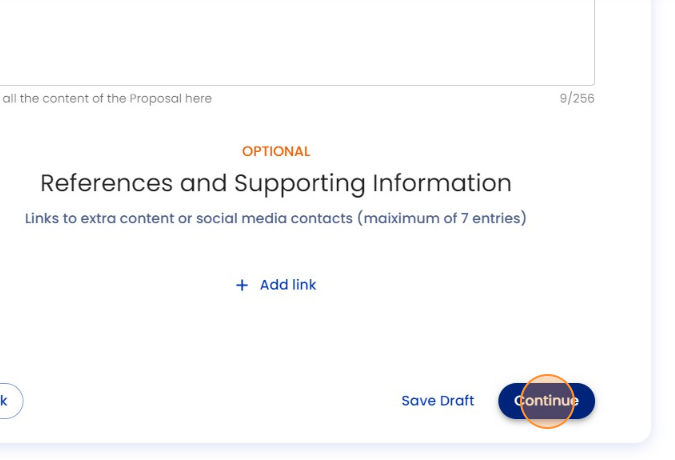 all the content of the Proposal here
9/256
OPTIONAL
References and Supporting Information
Links to extra content or social media contacts (maiximum of 7 entries)
+ Add link
k
Save Draft
Continue